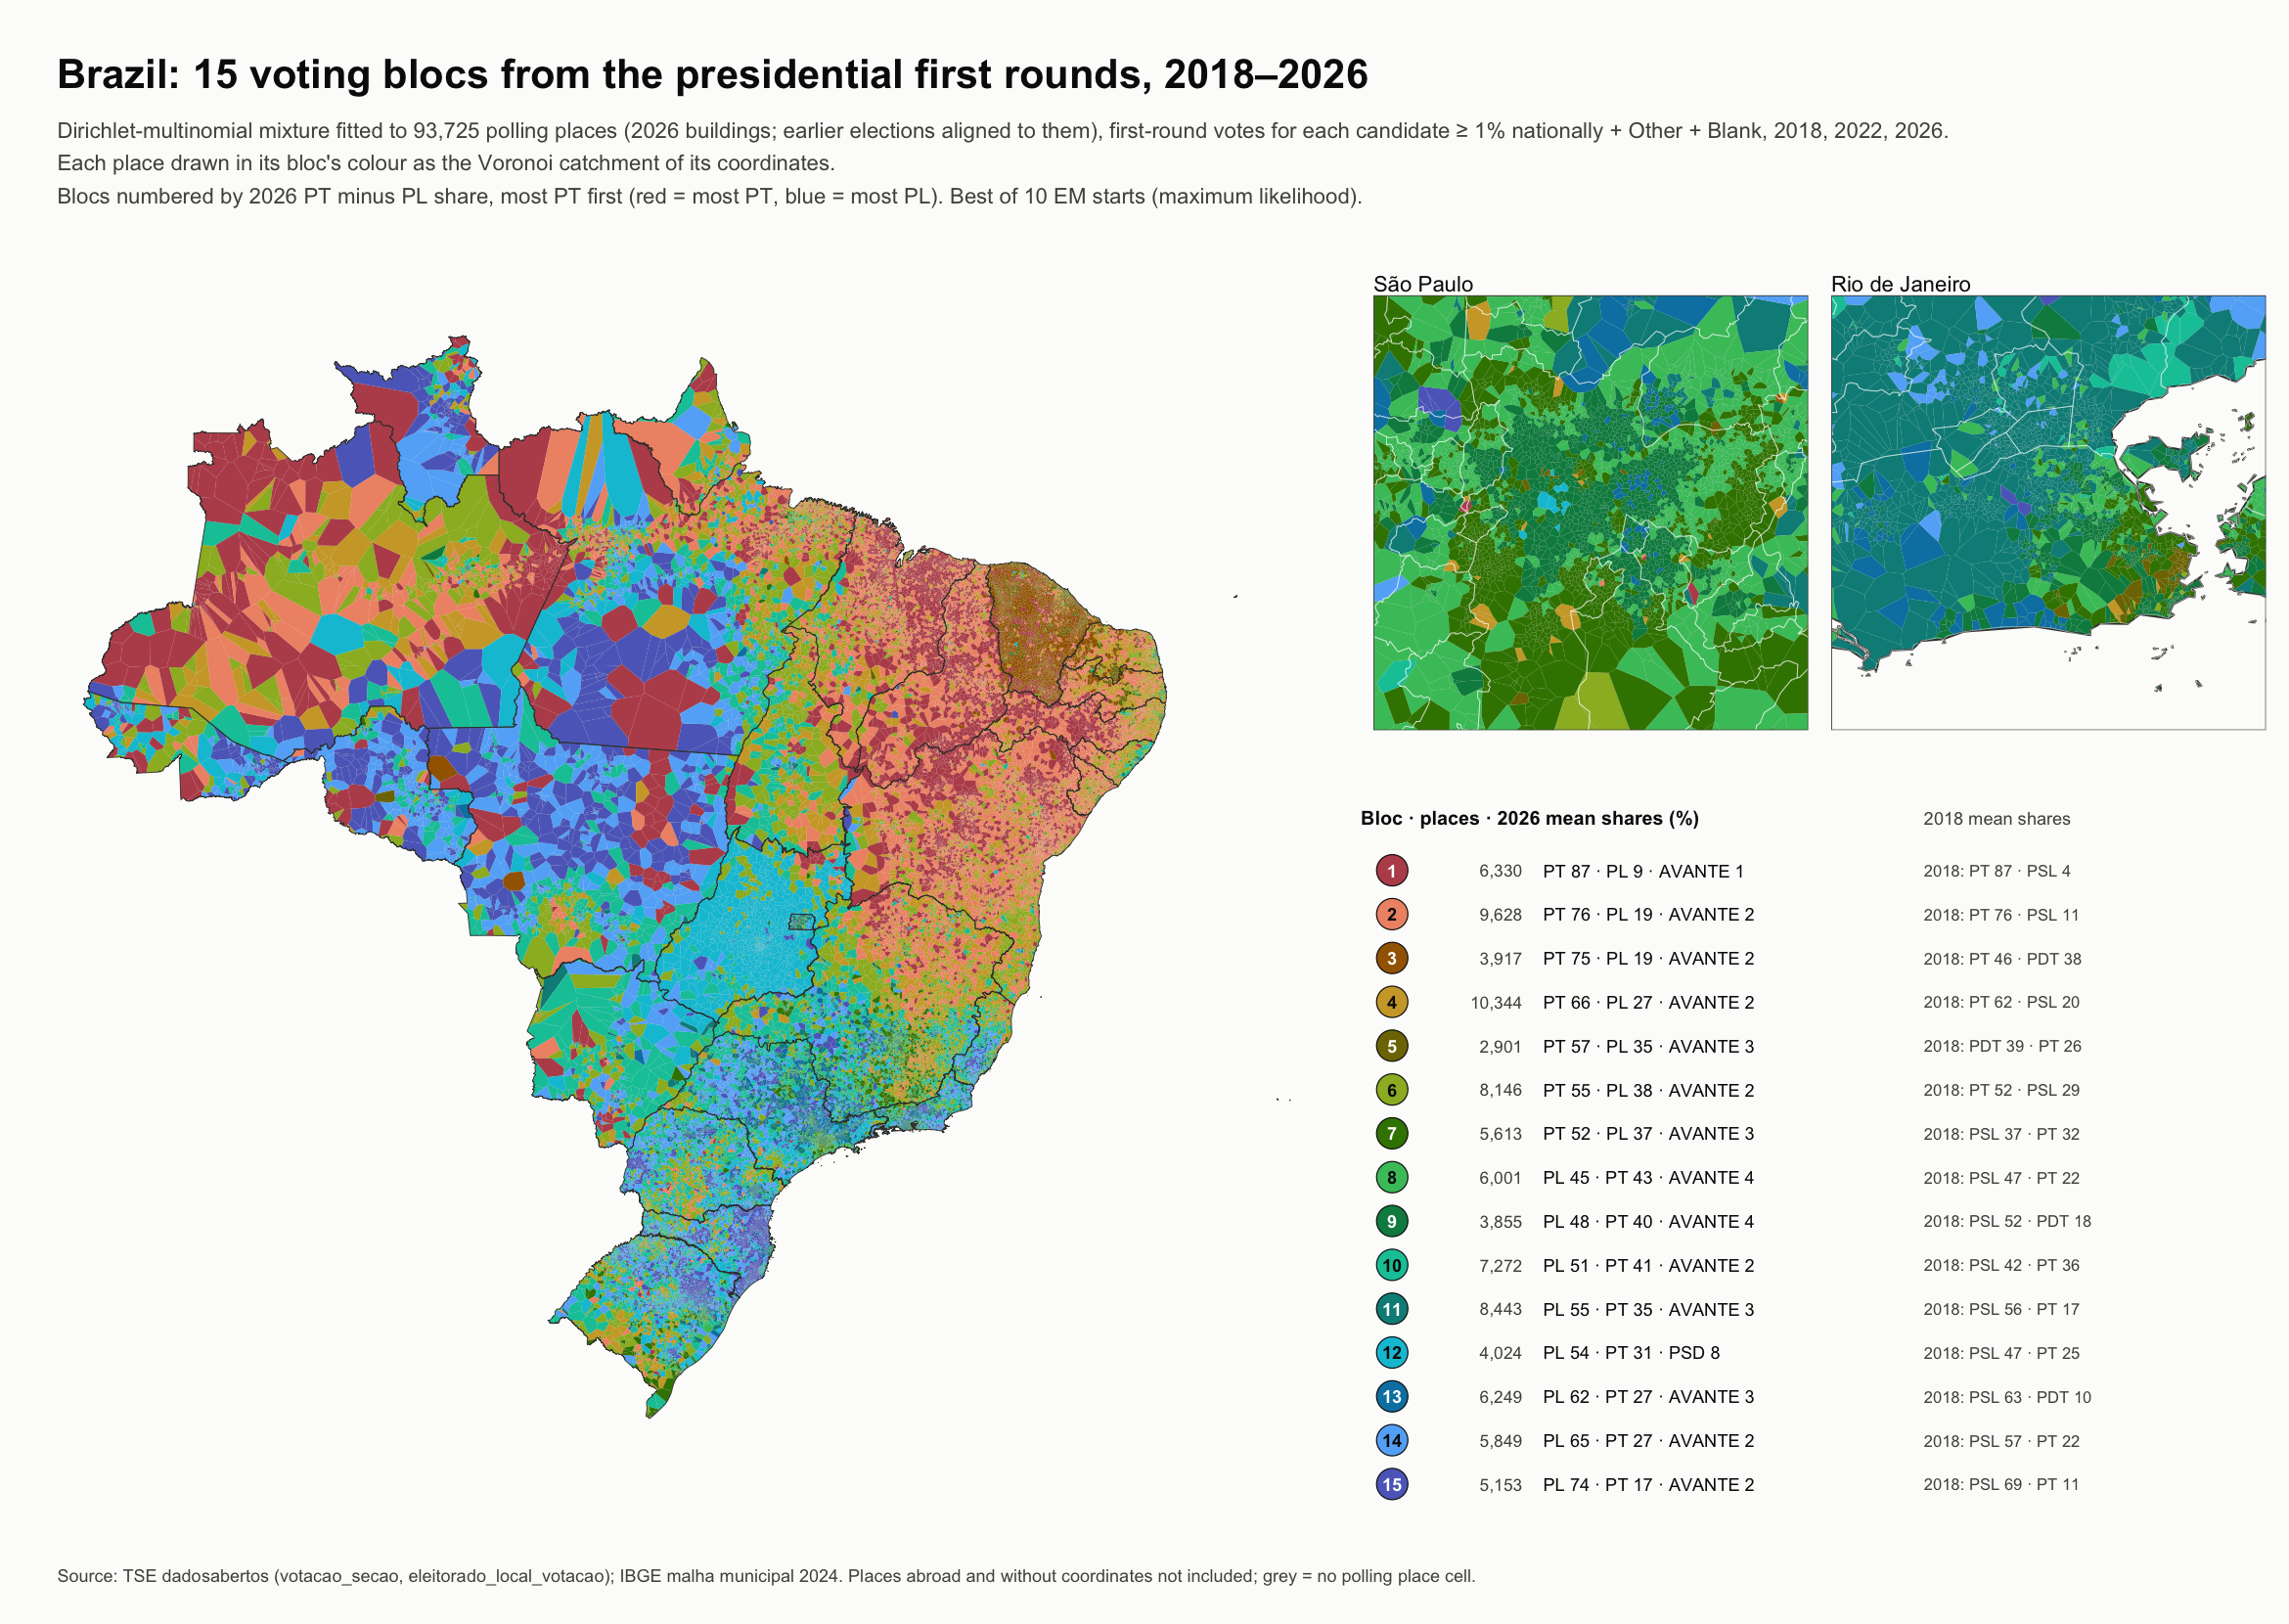 Brazil: 15 voting blocs from the presidential first rounds, 2018–2026
Dirichlet-multinomial mixture fitted to 93,725 polling places (2026 buildings; earlier elections aligned to them), first-round votes for each candidate ≥ 1% nationally + Other + Blank, 2018, 2022, 2026.
Each place drawn in its bloc's colour as the Voronoi catchment of its coordinates.
Blocs numbered by 2026 PT minus PL share, most PT first (red = most PT, blue = most PL). Best of 10 EM starts (maximum likelihood).
São Paulo
Rio de Janeiro
Bloc · places · 2026 mean shares (%) 2018 mean shares
1 6,330 PT 87 · PL 9 · AVANTE 1 2018: PT 87 · PSL 4
2 9,628 PT 76 · PL 19 · AVANTE 2 2018: PT 76 · PSL 11
3 3,917 PT 75 · PL 19 · AVANTE 2 2018: PT 46 · PDT 38
4 10,344 PT 66 · PL 27 · AVANTE 2 2018: PT 62 · PSL 20
5 2,901 PT 57 · PL 35 · AVANTE 3 2018: PDT 39 · PT 26
6 8,146 PT 55 · PL 38 · AVANTE 2 2018: PT 52 · PSL 29
7 5,613 PT 52 · PL 37 · AVANTE 3 2018: PSL 37 · PT 32
8 6,001 PL 45 · PT 43 · AVANTE 4 2018: PSL 47 · PT 22
9 3,855 PL 48 · PT 40 · AVANTE 4 2018: PSL 52 · PDT 18
10 7,272 PL 51 · PT 41 · AVANTE 2 2018: PSL 42 · PT 36
11 8,443 PL 55 · PT 35 · AVANTE 3 2018: PSL 56 · PT 17
12 4,024 PL 54 · PT 31 · PSD 8 2018: PSL 47 · PT 25
13 6,249 PL 62 · PT 27 · AVANTE 3 2018: PSL 63 · PDT 10
14 5,849 PL 65 · PT 27 · AVANTE 2 2018: PSL 57 · PT 22
15 5,153 PL 74 · PT 17 · AVANTE 2 2018: PSL 69 · PT 11
Source: TSE dadosabertos (votacao_secao, eleitorado_local_votacao); IBGE malha municipal 2024. Places abroad and without coordinates not included; grey = no polling place cell.